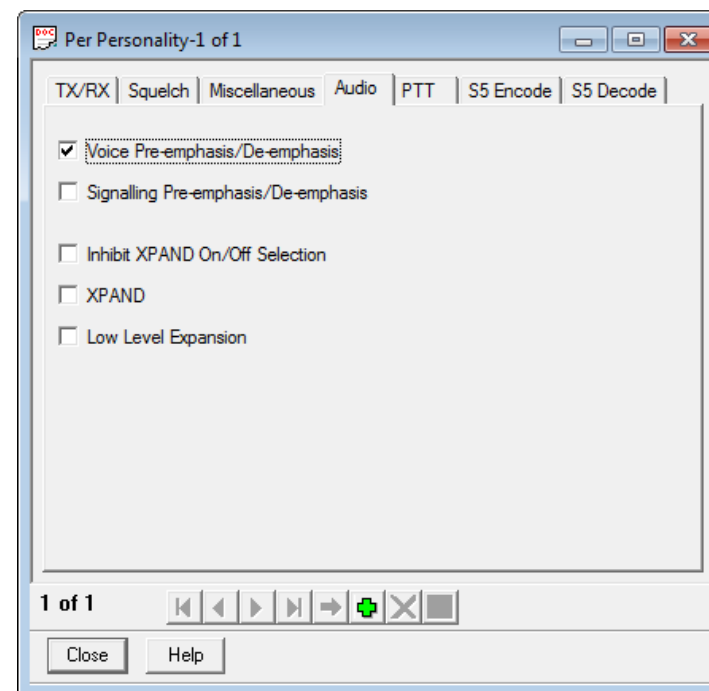 DOC Per Personality-1 of 1
TX/RX Squelch Miscellaneous Audio PTT S5 Encode S5 Decode
Voice Pre-emphasis/De-emphasis
Signalling Pre-emphasis/De-emphasis
Inhibit XPAND On/Off Selection
XPAND
Low Level Expansion
1 of 1
Close Help